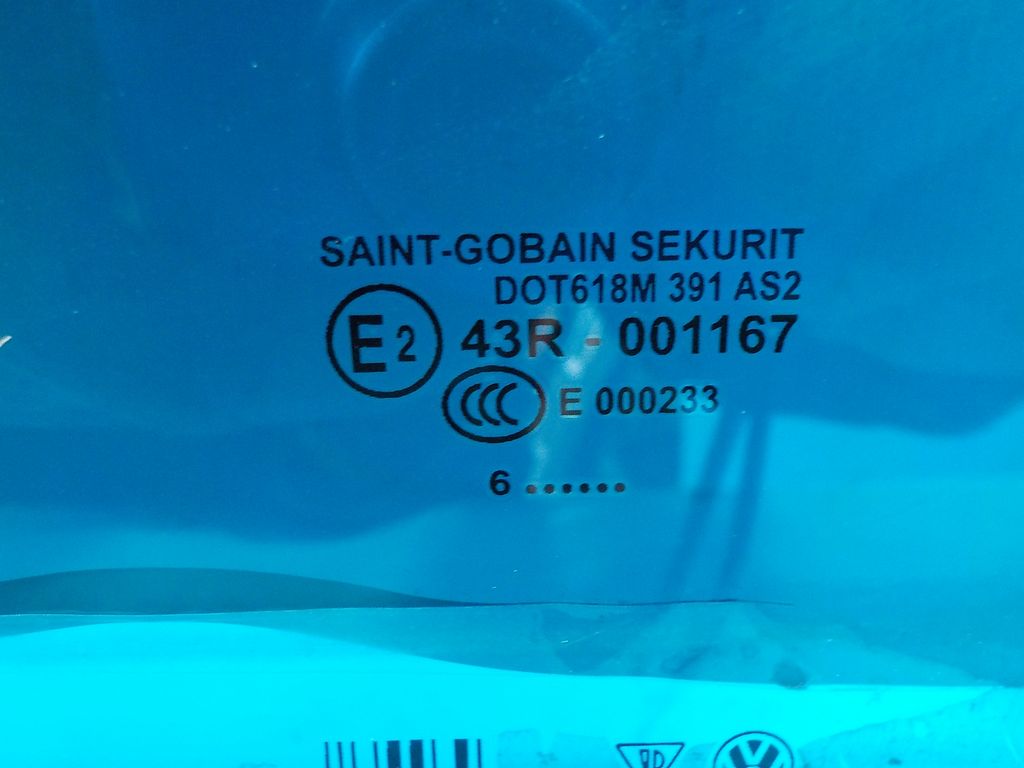 SAINT-GOBAIN SEKURIT
DOT618M 391 AS2
E2 43R - 001167
CCC E 000233
6 ......